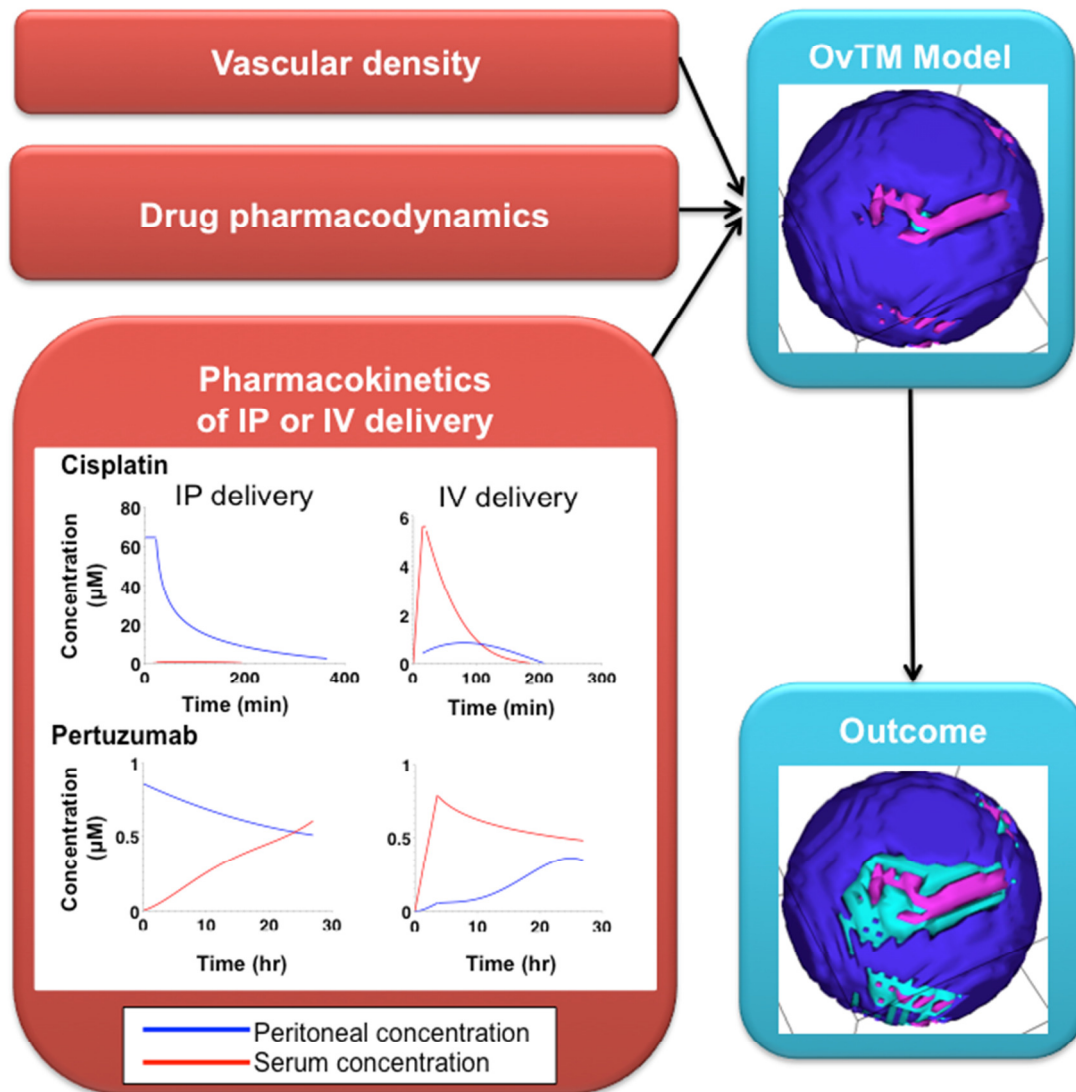 Vascular density
Drug pharmacodynamics
Pharmacokinetics
of IP or IV delivery
Cisplatin
IP delivery
IV delivery
Concentration
(µM)
80
60
40
20
0
0
200
400
Time (min)
6
4
2
0
0
100
200
300
Time (min)
Pertuzumab
Concentration
(µM)
1
0.5
0
0
10
20
30
Time (hr)
1
0.5
0
0
10
20
30
Time (hr)
Peritoneal concentration
Serum concentration
OvTM Model
Outcome